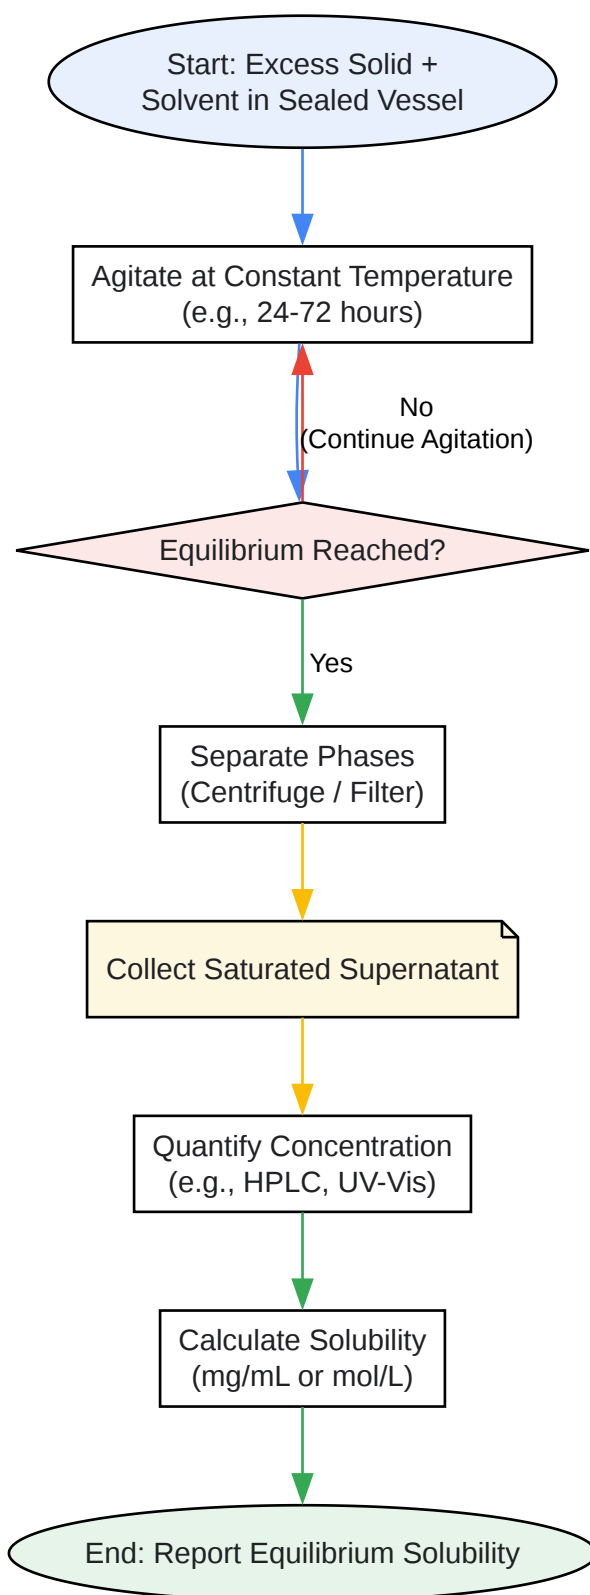 Start: Excess Solid +
Solvent in Sealed Vessel
Agitate at Constant Temperature
(e.g., 24-72 hours)
No
(Continue Agitation)
Equilibrium Reached?
Yes
Separate Phases
(Centrifuge / Filter)
Collect Saturated Supernatant
Quantify Concentration
(e.g., HPLC, UV-Vis)
Calculate Solubility
(mg/mL or mol/L)
End: Report Equilibrium Solubility